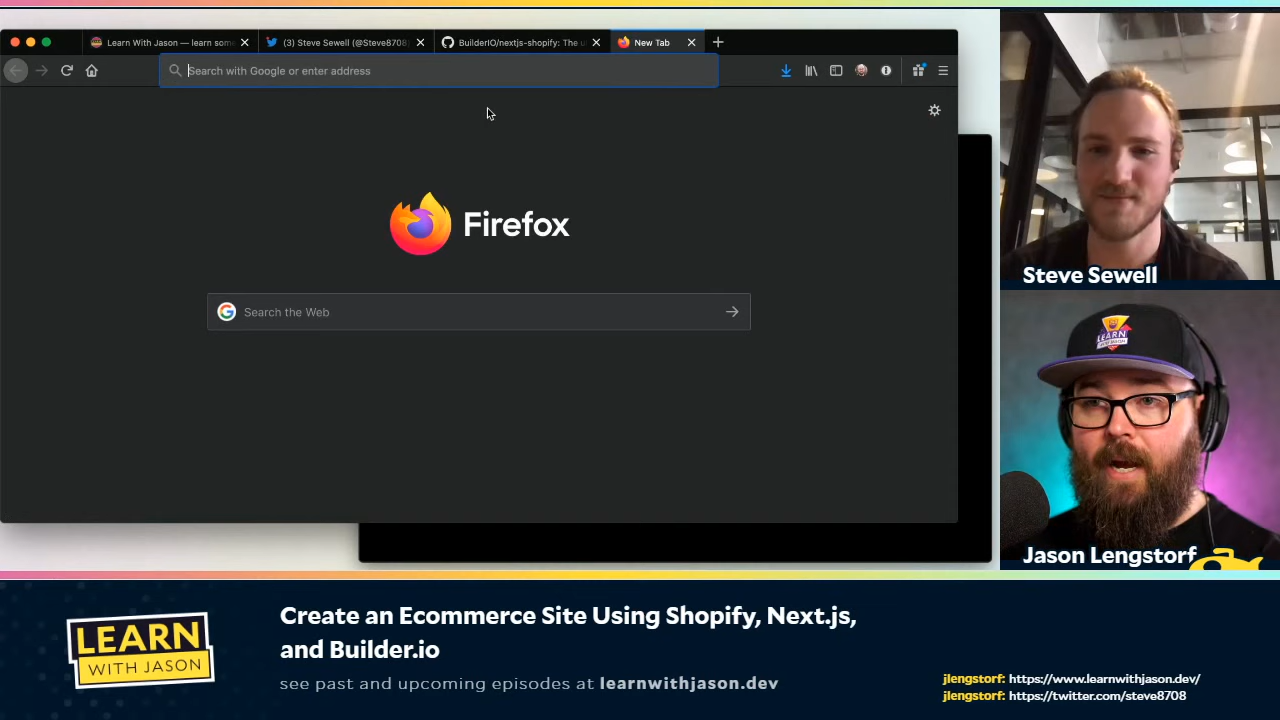 Learn With Jason — learn som
(3) Steve Sewell (@Steve8708
BuilderIO/nextjs-shopify: The u
New Tab
Search with Google or enter address
Firefox
Search the Web
Steve Sewell
LEARN
Jason Lengstorf
LEARN
WITH JASON
Create an Ecommerce Site Using Shopify, Next.js,
and Builder.io
see past and upcoming episodes at learnwithjason.dev
jlengstorf: https://www.learnwithjason.dev/
jlengstorf: https://twitter.com/steve8708